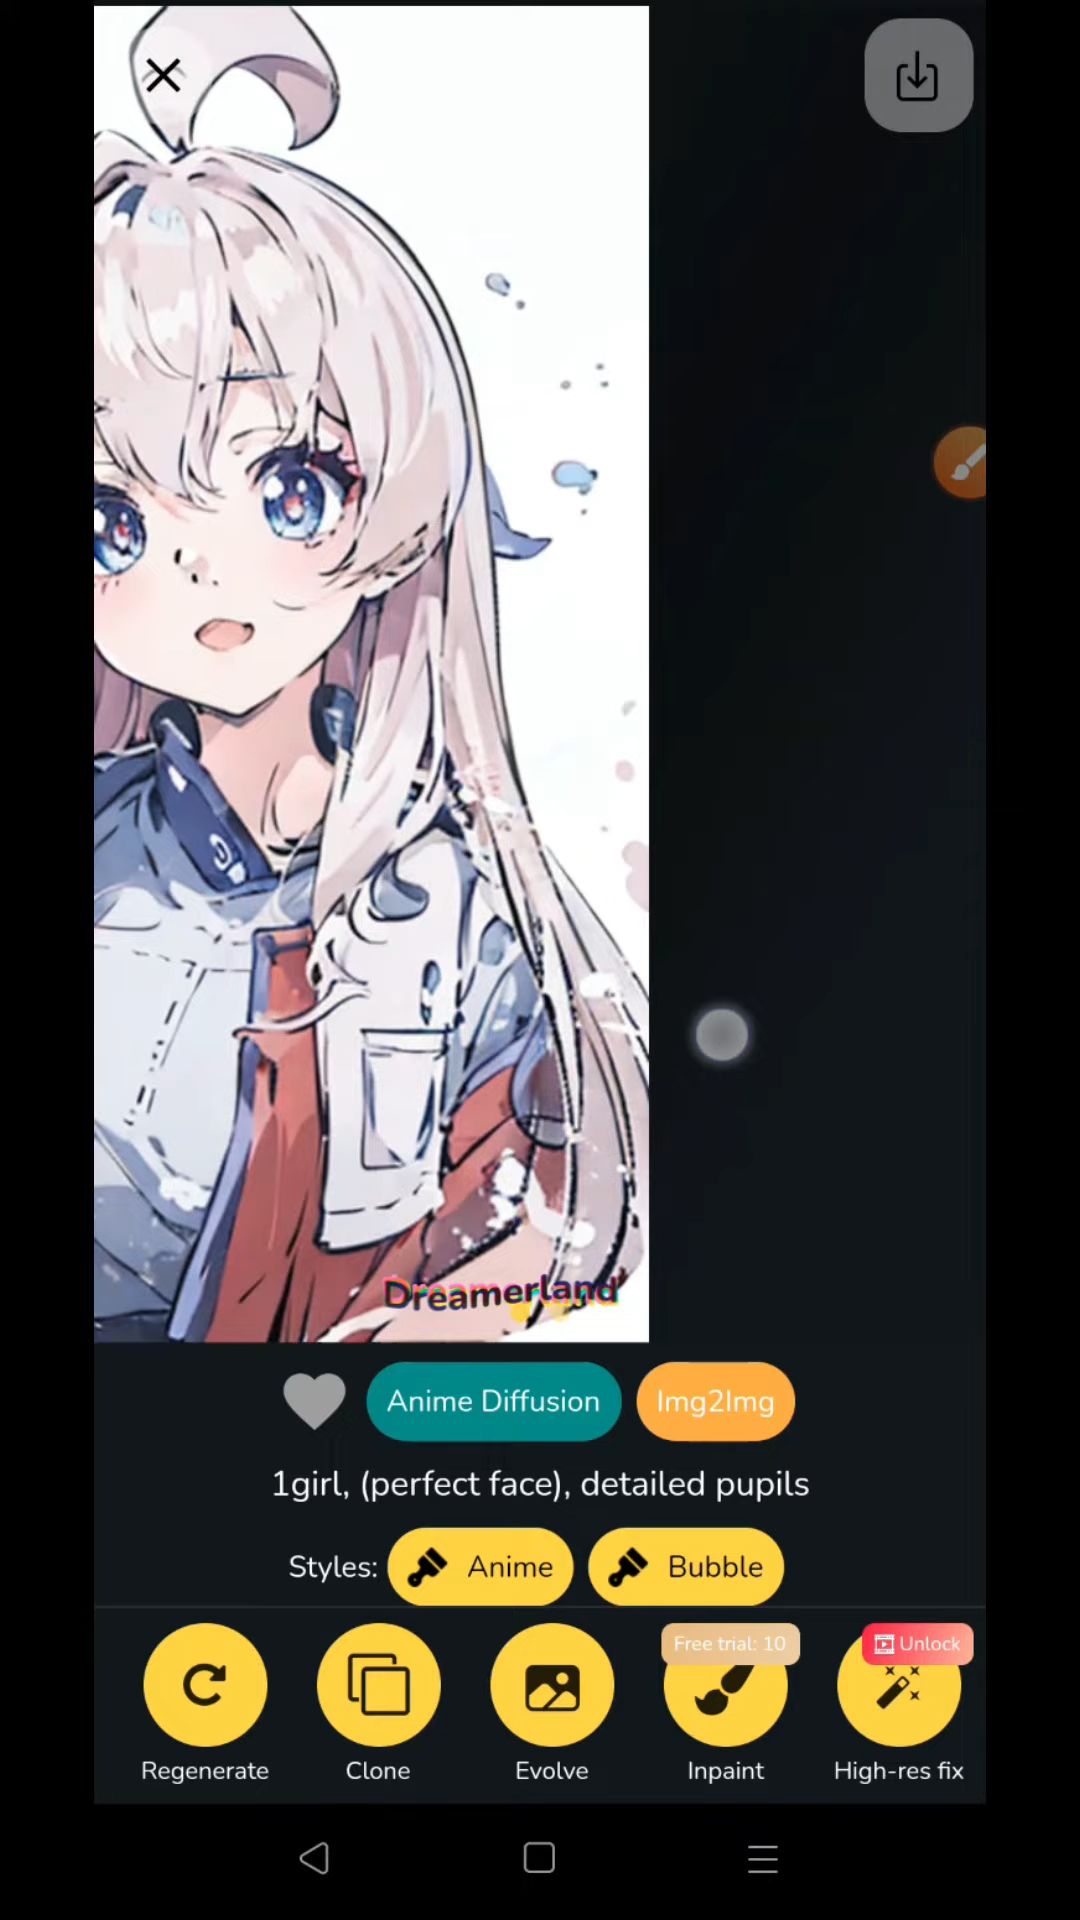 Dreamerland
Anime Diffusion
Img2Img
1girl, (perfect face), detailed pupils
Styles:
Anime
Bubble
Free trial: 10
Unlock
Regenerate
Clone
Evolve
Inpaint
High-res fix